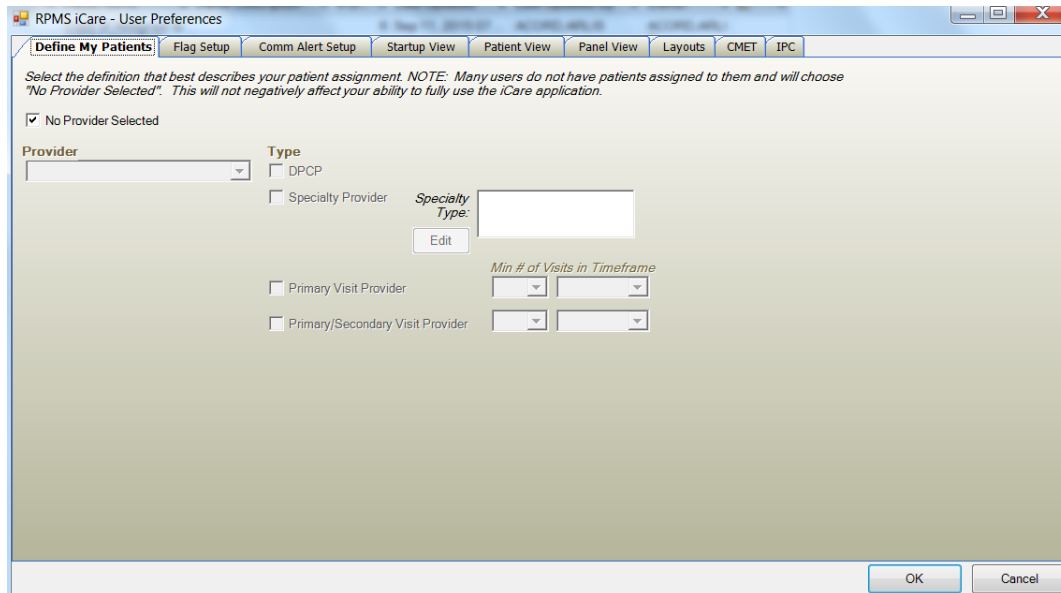 RPMS iCare - User Preferences
Define My Patients Flag Setup Comm Alert Setup Startup View Patient View Panel View Layouts CMET IPC
Select the definition that best describes your patient assignment. NOTE: Many users do not have patients assigned to them and will choose
"No Provider Selected". This will not negatively affect your ability to fully use the iCare application.
No Provider Selected
Provider Type
DPCP
Specialty Provider Specialty
Type:
Edit
Min # of Visits in Timeframe
Primary Visit Provider
Primary/Secondary Visit Provider
OK Cancel